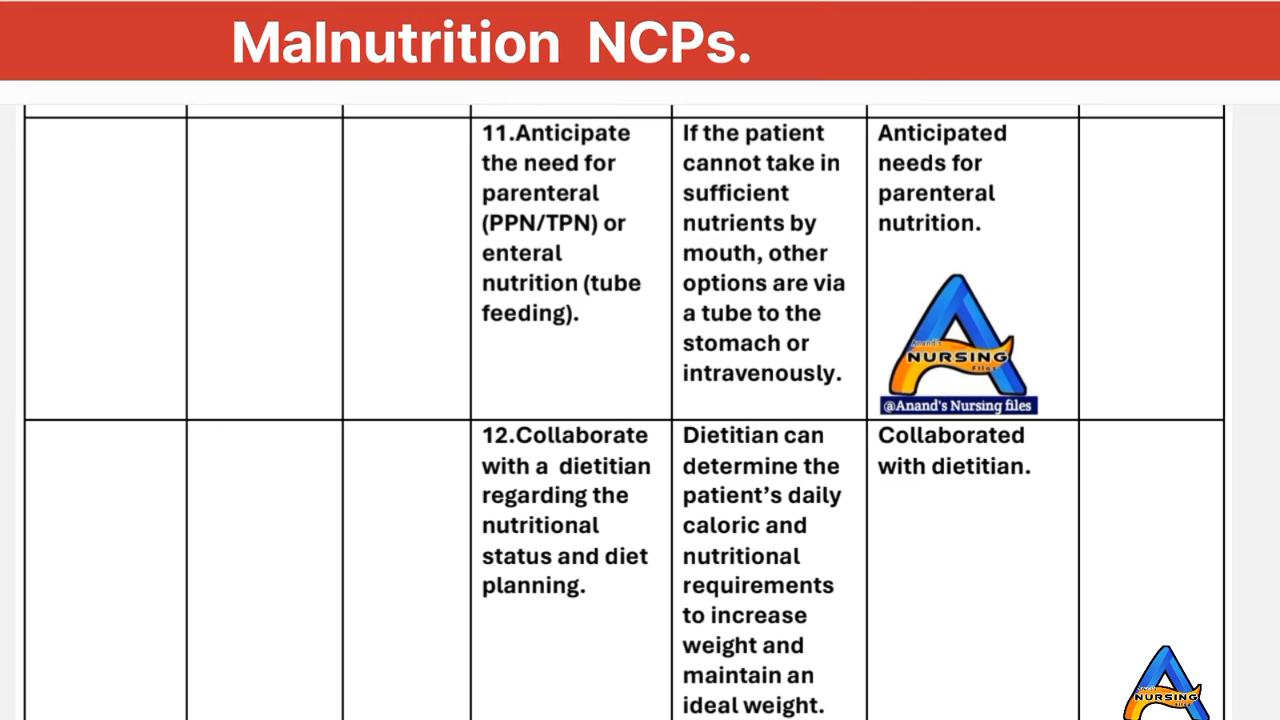 Malnutrition NCPs.
11.Anticipate
the need for
parenteral
(PPN/TPN) or
enteral
nutrition (tube
feeding).
If the patient
cannot take in
sufficient
nutrients by
mouth, other
options are via
a tube to the
stomach or
intravenously.
Anticipated
needs for
parenteral
nutrition.
Anand's
NURSING
Files
@Anand's Nursing files
12.Collaborate
with a dietitian
regarding the
nutritional
status and diet
planning.
Dietitian can
determine the
patient’s daily
caloric and
nutritional
requirements
to increase
weight and
maintain an
ideal weight.
Collaborated
with dietitian.
NURSING